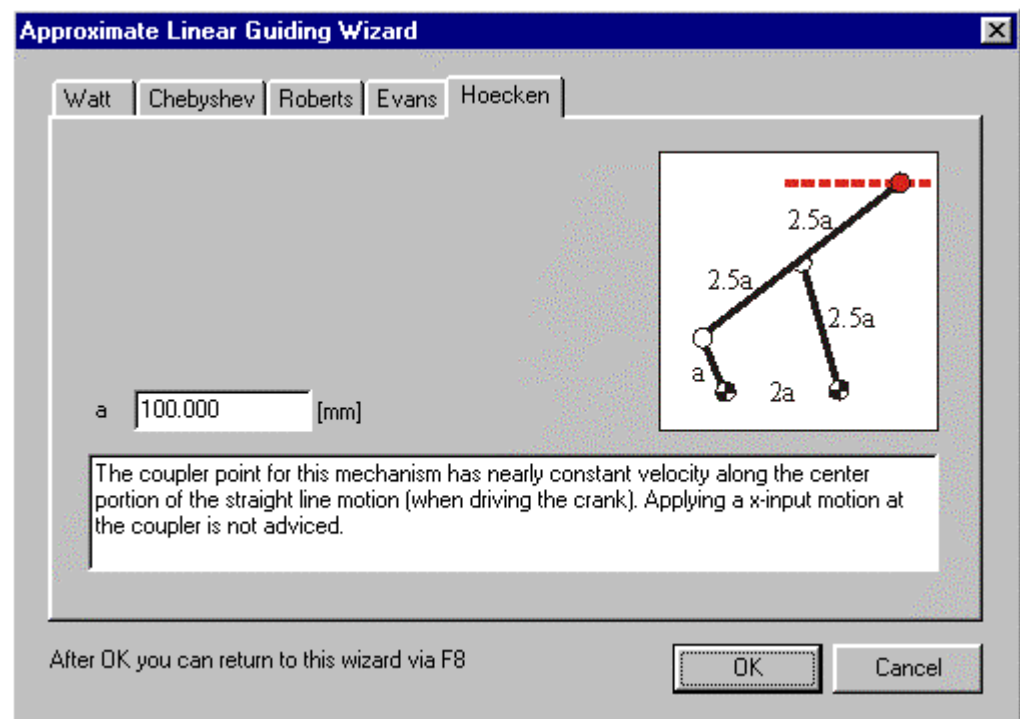 Approximate Linear Guiding Wizard
Watt Chebyshev Roberts Evans Hoecken
2.5a
2.5a
2.5a
a
2a
a 100.000 [mm]
The coupler point for this mechanism has nearly constant velocity along the center
portion of the straight line motion (when driving the crank). Applying a x-input motion at
the coupler is not adviced.
After OK you can return to this wizard via F8
OK Cancel